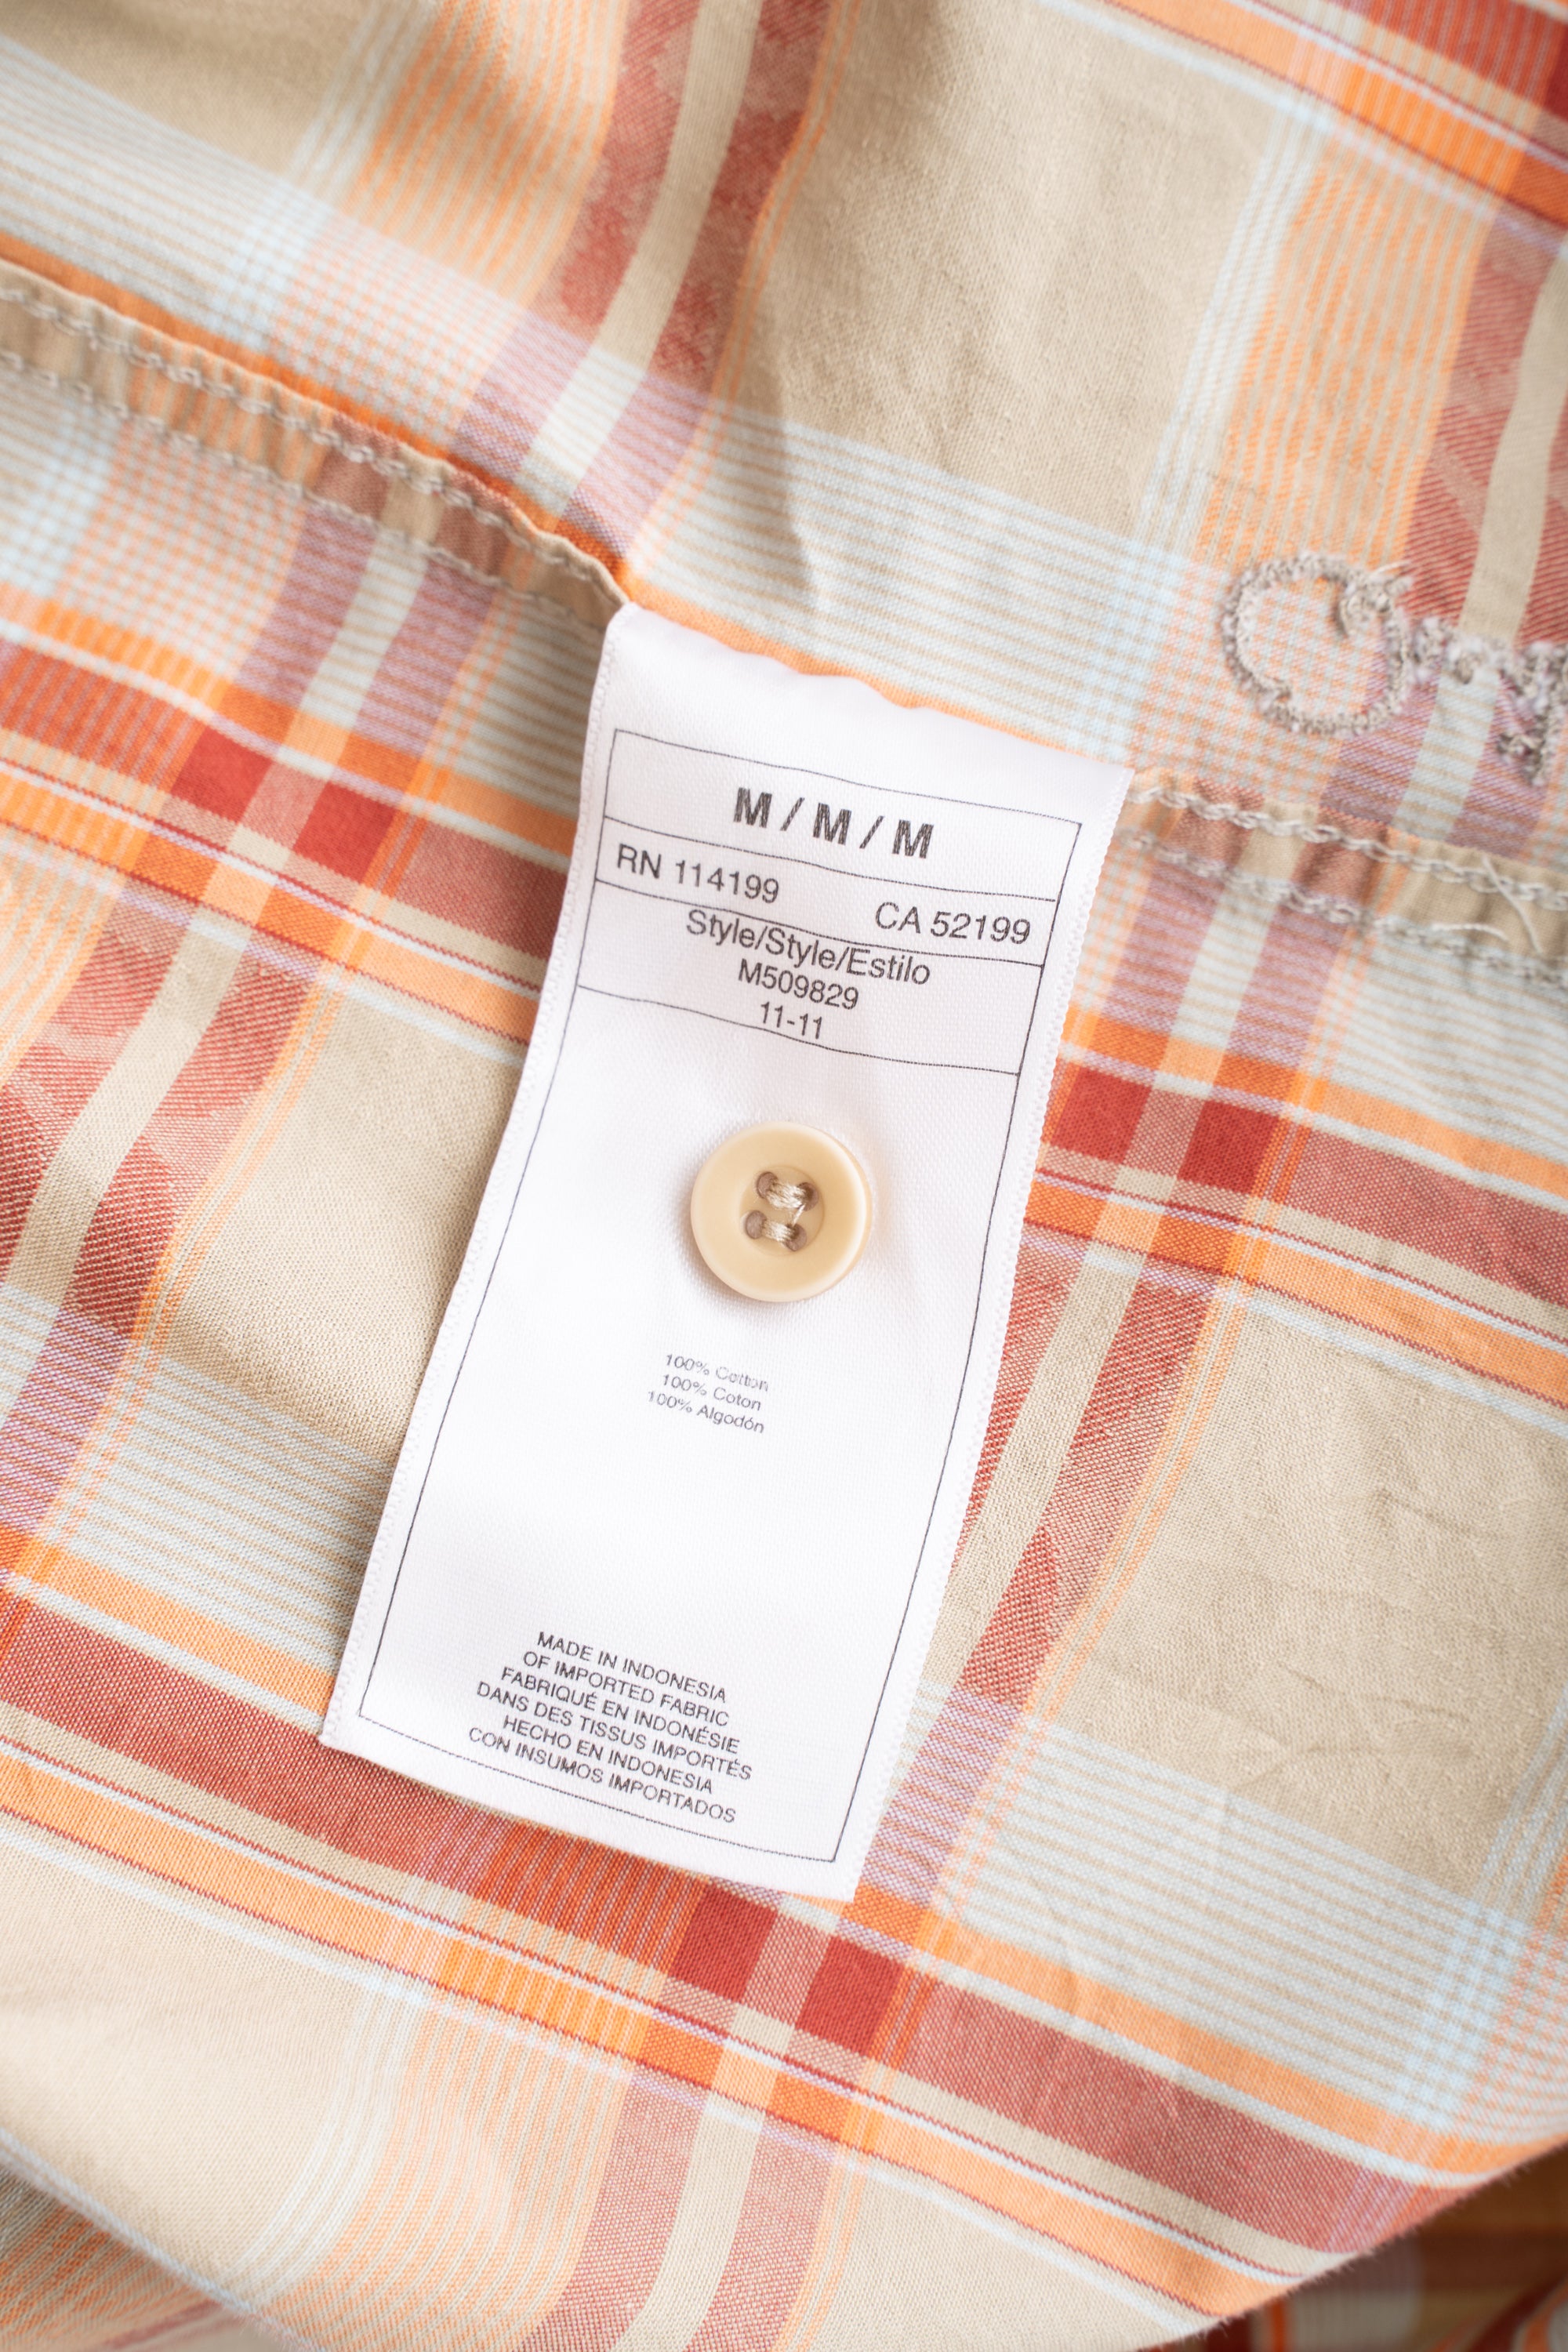 M / M / M
RN 114199 CA 52199
Style/Style/Estilo
M509829
11-11
100% Cotton
100% Coton
100% Algodón
MADE IN INDONESIA
OF IMPORTED FABRIC
FABRIQUÉ EN INDONÉSIE
DANS DES TISSUS IMPORTÉS
HECHO EN INDONESIA
CON INSUMOS IMPORTADOS